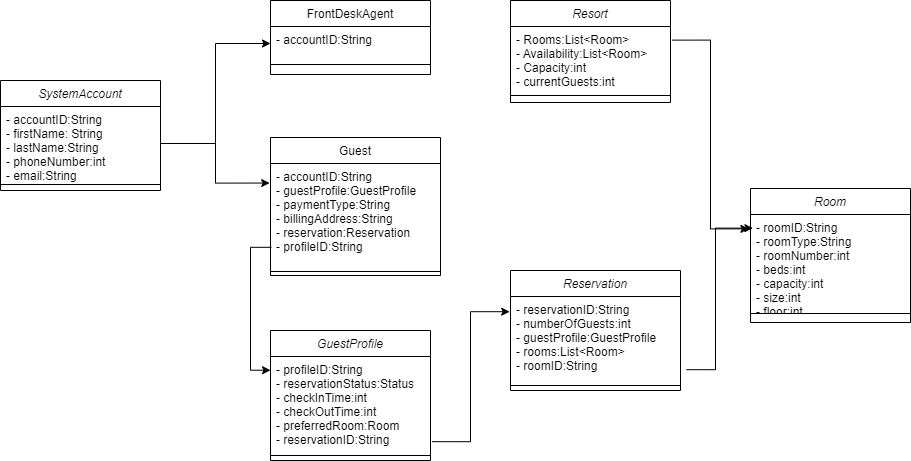 FrontDeskAgent
- accountID:String
Resort
- Rooms:List<Room>
- Availability:List<Room>
- Capacity:int
- currentGuests:int
SystemAccount
- accountID:String
- firstName: String
- lastName:String
- phoneNumber:int
- email:String
Guest
- accountID:String
- guestProfile:GuestProfile
- paymentType:String
- billingAddress:String
- reservation:Reservation
- profileID:String
Room
- roomID:String
- roomType:String
- roomNumber:int
- beds:int
- capacity:int
- size:int
- floor:int
Reservation
- reservationID:String
- numberOfGuests:int
- guestProfile:GuestProfile
- rooms:List<Room>
- roomID:String
GuestProfile
- profileID:String
- reservationStatus:Status
- checkInTime:int
- checkOutTime:int
- preferredRoom:Room
- reservationID:String